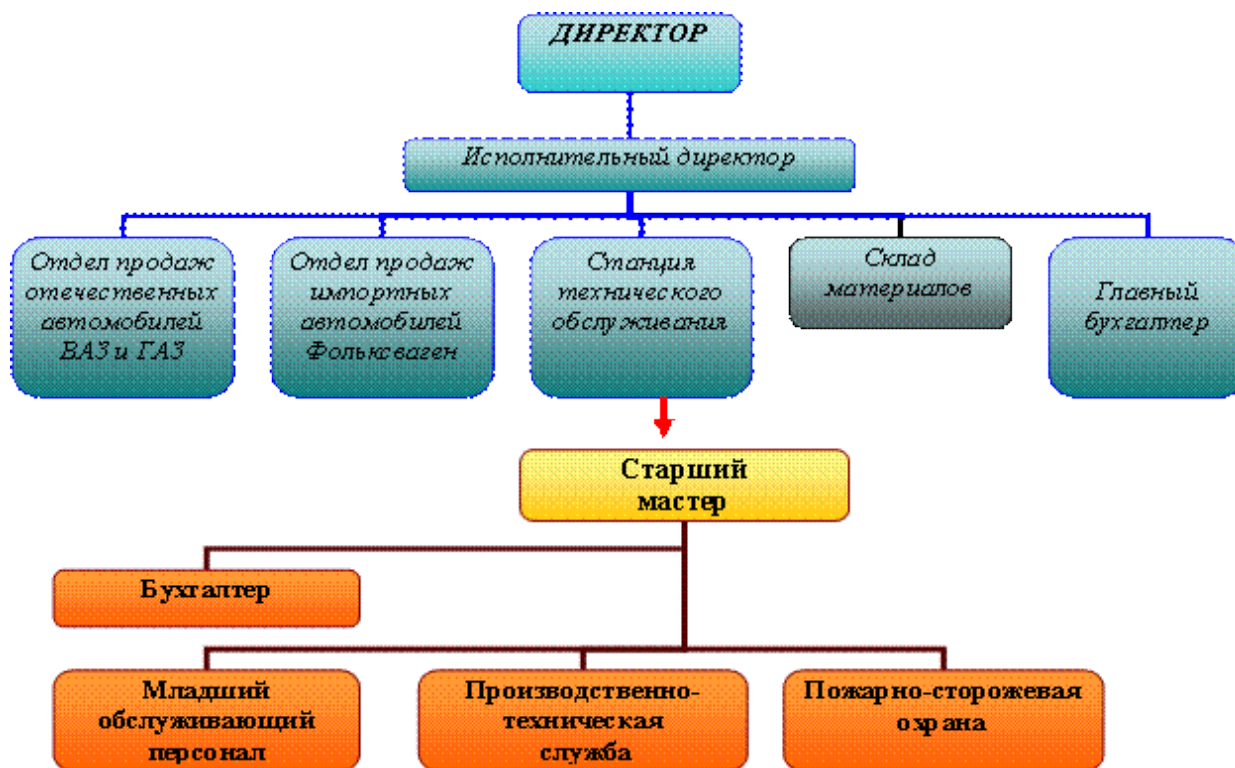 ДИРЕКТОР
Исполнительный директор
Отдел продаж
отечественных
автомобилей
ВАЗ и ГАЗ
Отдел продаж
импортных
автомобилей
Фольксваген
Станция
технического
обслуживания
Склад
материалов
Главный
бухгалтер
Старший
мастер
Бухгалтер
Младший
обслуживающий
персонал
Производственно-
техническая
служба
Пожарно-сторожевая
охрана